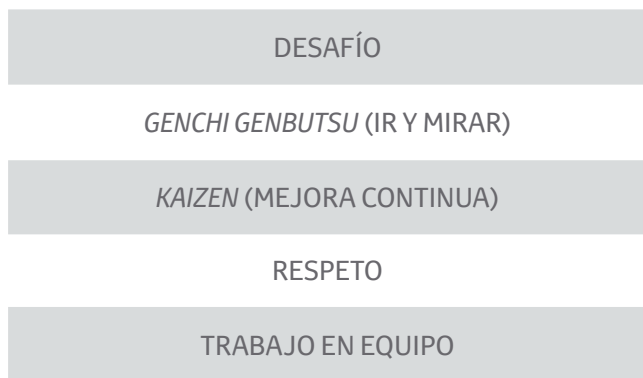 DESAFÍO
GENCHI GENBUTSU (IR Y MIRAR)
KAIZEN (MEJORA CONTINUA)
RESPETO
TRABAJO EN EQUIPO